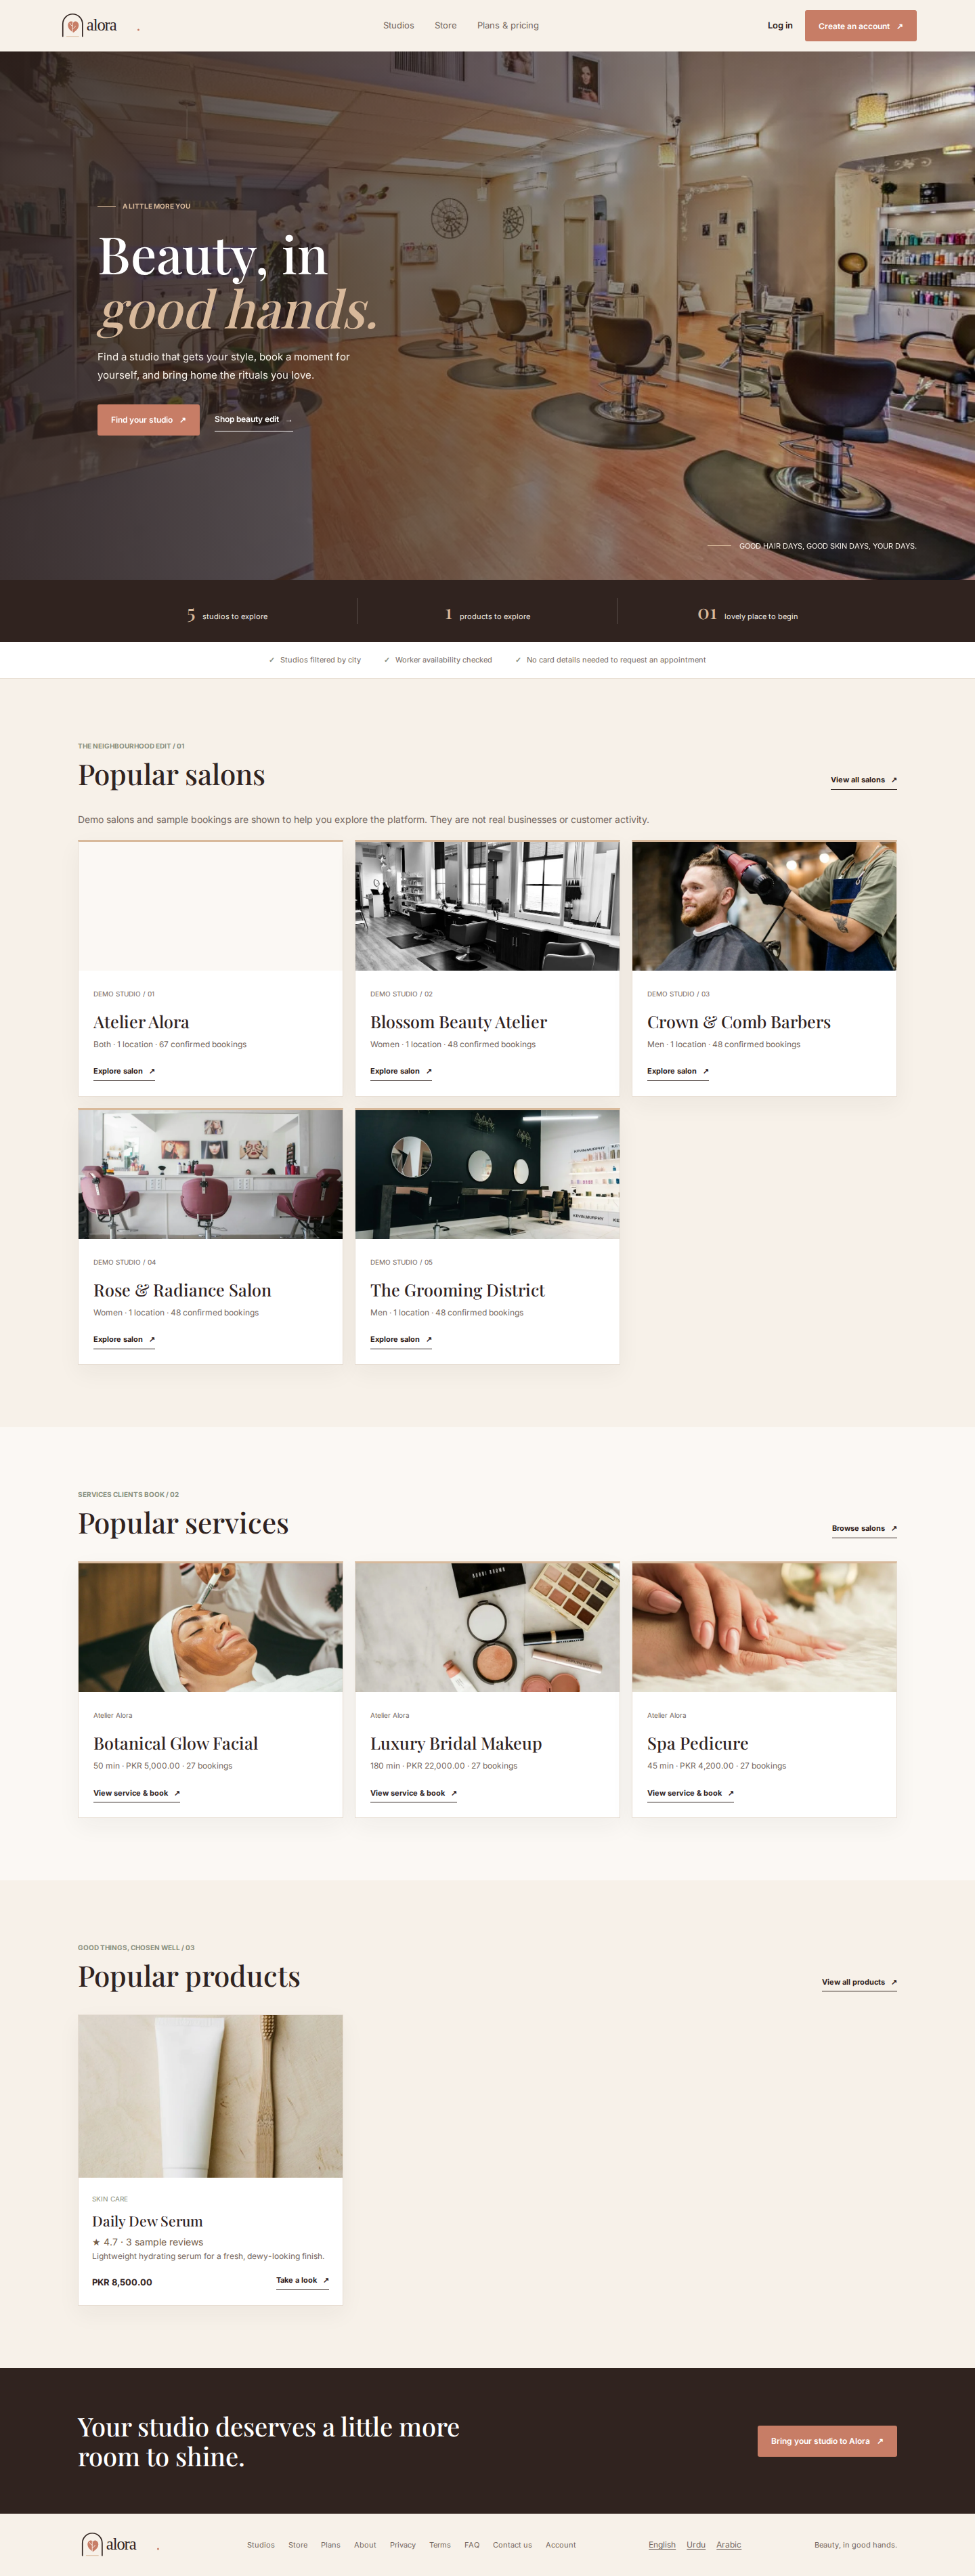 alora
Studios Store Plans & pricing
Log in
Create an account ↗
A LITTLE MORE YOU
Beauty, in
good hands.
Find a studio that gets your style, book a moment for
yourself, and bring home the rituals you love.
Find your studio ↗ Shop beauty edit →
GOOD HAIR DAYS, GOOD SKIN DAYS, YOUR DAYS.
5 studios to explore
1 products to explore
01 lovely place to begin
✓ Studios filtered by city ✓ Worker availability checked ✓ No card details needed to request an appointment
THE NEIGHBOURHOOD EDIT / 01
Popular salons
View all salons ↗
Demo salons and sample bookings are shown to help you explore the platform. They are not real businesses or customer activity.
DEMO STUDIO / 01
Atelier Alora
Both · 1 location · 67 confirmed bookings
Explore salon ↗
DEMO STUDIO / 02
Blossom Beauty Atelier
Women · 1 location · 48 confirmed bookings
Explore salon ↗
DEMO STUDIO / 03
Crown & Comb Barbers
Men · 1 location · 48 confirmed bookings
Explore salon ↗
DEMO STUDIO / 04
Rose & Radiance Salon
Women · 1 location · 48 confirmed bookings
Explore salon ↗
KEVIN.MURPHY
DEMO STUDIO / 05
The Grooming District
Men · 1 location · 48 confirmed bookings
Explore salon ↗
SERVICES CLIENTS BOOK / 02
Popular services
Browse salons ↗
Atelier Alora
Botanical Glow Facial
50 min · PKR 5,000.00 · 27 bookings
View service & book ↗
BOBBI BROWN
Atelier Alora
Luxury Bridal Makeup
180 min · PKR 22,000.00 · 27 bookings
View service & book ↗
Atelier Alora
Spa Pedicure
45 min · PKR 4,200.00 · 27 bookings
View service & book ↗
GOOD THINGS, CHOSEN WELL / 03
Popular products
View all products ↗
SKIN CARE
Daily Dew Serum
★ 4.7 · 3 sample reviews
Lightweight hydrating serum for a fresh, dewy-looking finish.
PKR 8,500.00
Take a look ↗
Your studio deserves a little more
room to shine.
Bring your studio to Alora ↗
alora
Studios Store Plans About Privacy Terms FAQ Contact us Account
English Urdu Arabic
Beauty, in good hands.